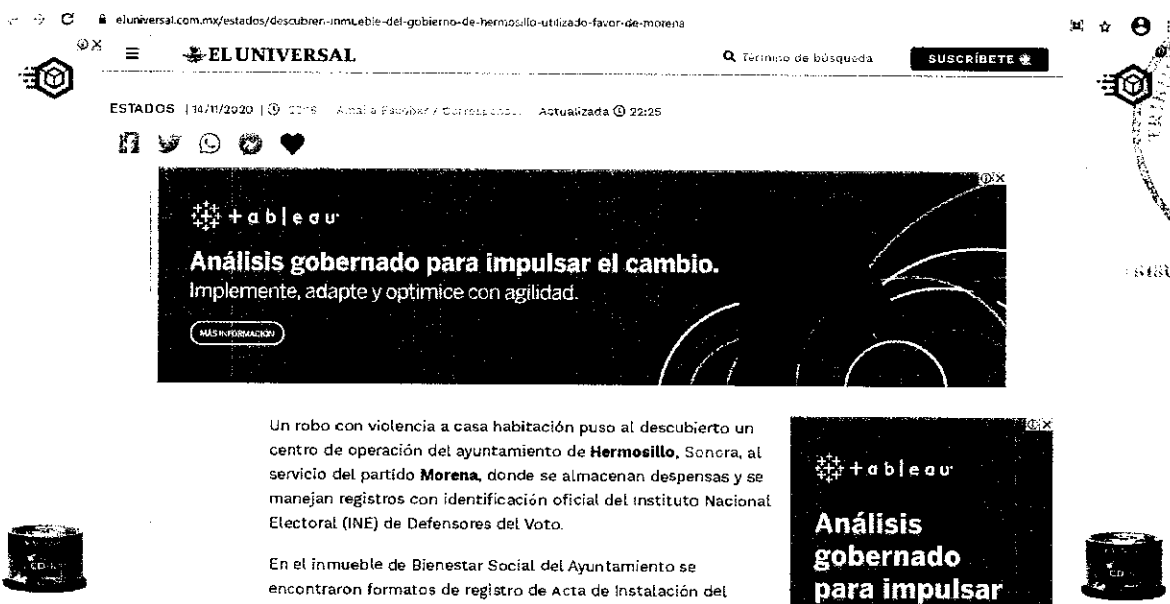 eluniversal.com.mx/estados/descubren-inmueble-del-gobierno-de-hermosillo-utilizado-favor-de-morena
EL UNIVERSAL
Término de búsqueda
SUSCRÍBETE
ESTADOS | 14/11/2020 | Actualizada 22:25
+ableau
Análisis gobernado para impulsar el cambio.
Implemente, adapte y optimice con agilidad.
MÁS INFORMACIÓN
Un robo con violencia a casa habitación puso al descubierto un
centro de operación del ayuntamiento de Hermosillo, Sonora, al
servicio del partido Morena, donde se almacenan despensas y se
manejan registros con identificación oficial del Instituto Nacional
Electoral (INE) de Defensores del Voto.
En el inmueble de Bienestar Social del Ayuntamiento se
encontraron formatos de registro de Acta de Instalación del
+ableau
Análisis
gobernado
para impulsar